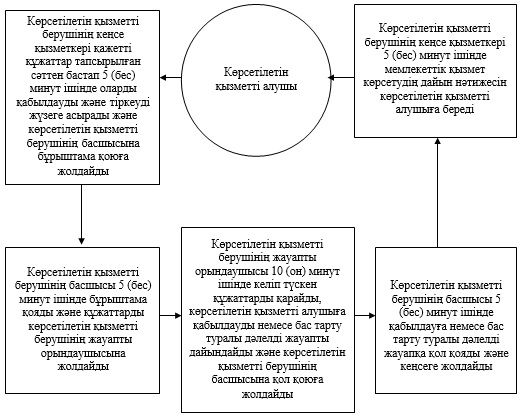 Көрсетілетін қызметті
берушінің кеңсе
қызметкері қажетті
құжаттар тапсырылған
сәттен бастап 5 (бес)
минут ішінде оларды
қабылдауды және тіркеуді
жүзеге асырады және
көрсетілетін қызметті
берушінің басшысына
бұрыштама қоюға
жолдайды
Көрсетілетін
қызметті алушы
Көрсетілетін қызметті
берушінің кеңсе қызметкері
5 (бес) минут ішінде
мемлекеттік қызмет
көрсетудің дайын нәтижесін
көрсетілетін қызметті
алушыға береді
Көрсетілетін қызметті
берушінің басшысы 5 (бес)
минут ішінде бұрыштама
қояды және құжаттарды
көрсетілетін қызметті
берушінің жауапты
орындаушысына
жолдайды
Көрсетілетін қызметті
берушінің жауапты
орындаушысы 10 (он) минут
ішінде келіп түскен
құжаттарды қарайды,
көрсетілетін қызметті алушыға
қабылдауды немесе бас тарту
туралы дәлелді жауапты
дайындайды және көрсетілетін
қызметті берушінің
басшысына қол қоюға
жолдайды
Көрсетілетін қызметті
берушінің басшысы 5
(бес) минут ішінде
қабылдауға немесе бас
тарту туралы дәлелді
жауапқа қол қояды және
кеңсеге жолдайды